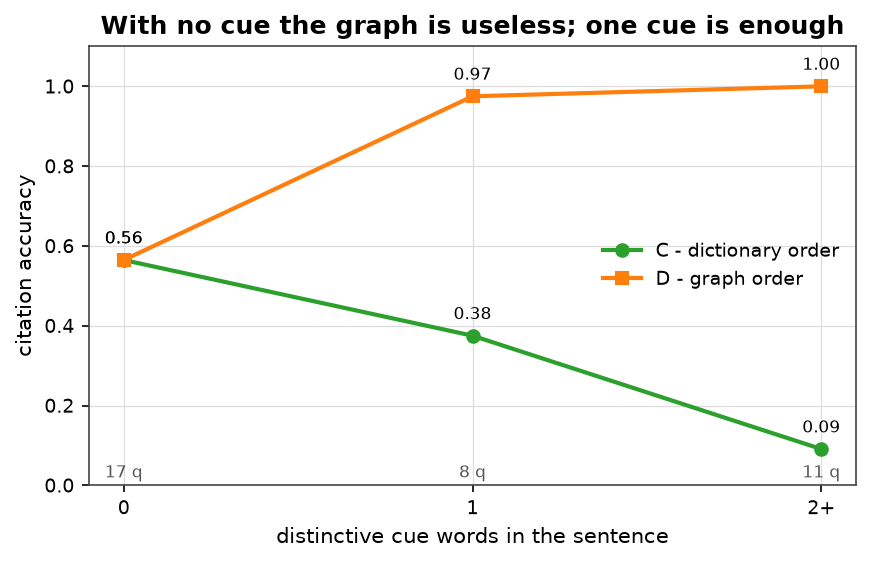 With no cue the graph is useless; one cue is enough
1.00
1.0
0.97
0.8
0.6
0.56
C - dictionary order
D - graph order
0.4
0.38
0.2
0.09
0.0
17 q
8 q
11 q
0
1
2+
citation accuracy
distinctive cue words in the sentence